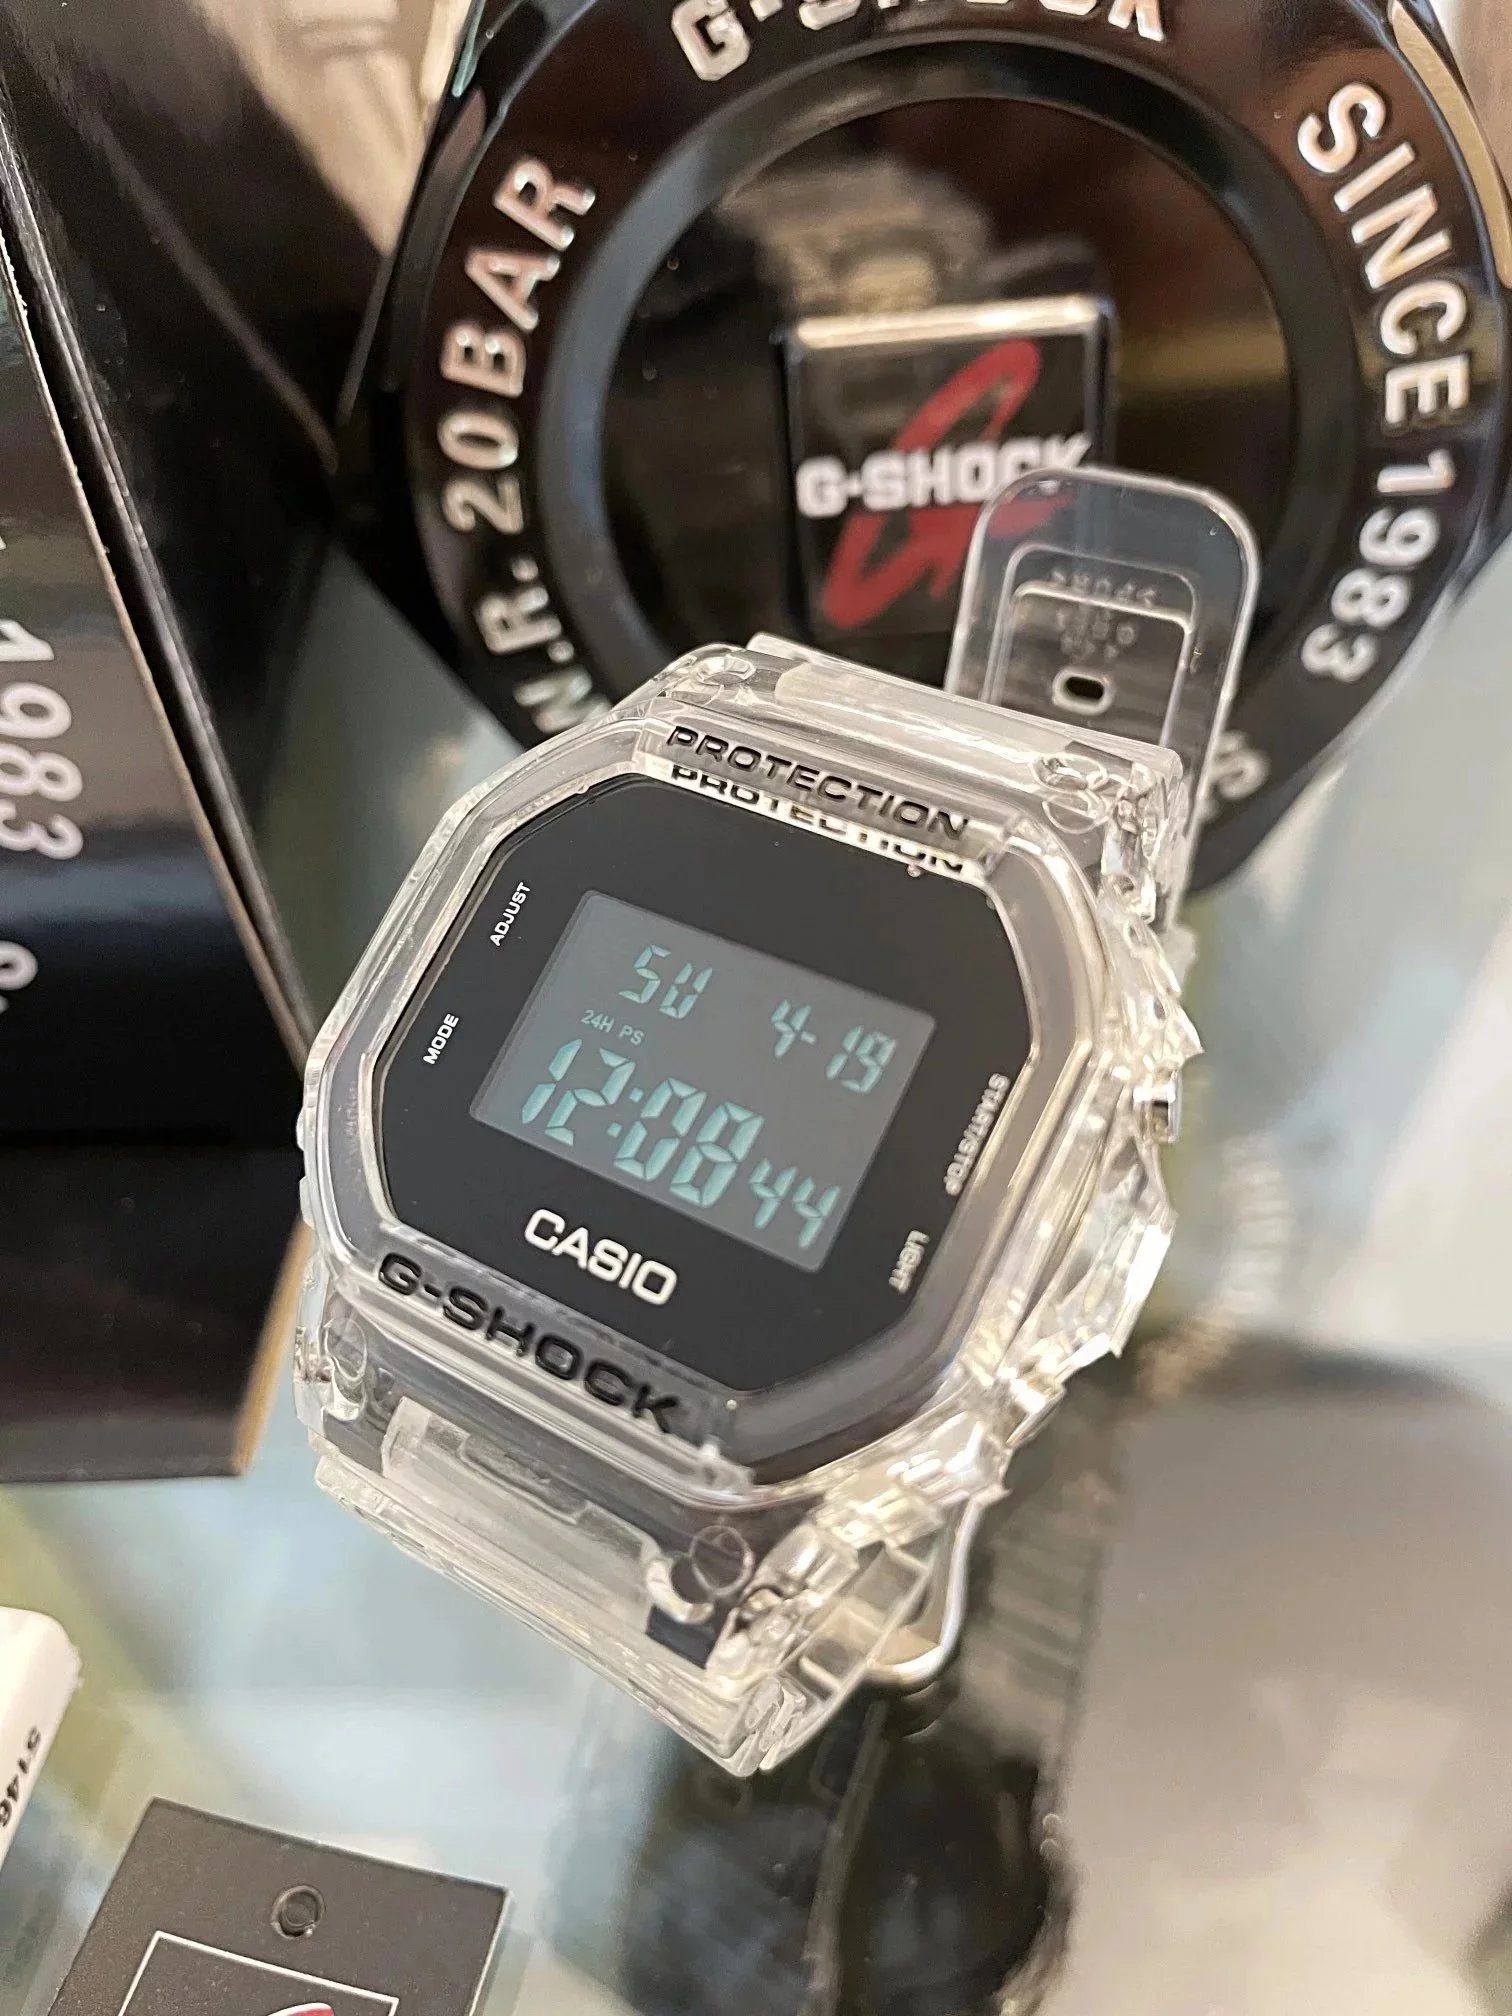 G-SHOCK
SINCE 1983
20BAR
W.R.
G-SHOCK
1983
PROTECTION
ADJUST
MODE
SU 4-19
24H PS
12:08 44
START/STOP
LIGHT
CASIO
G-SHOCK
5146